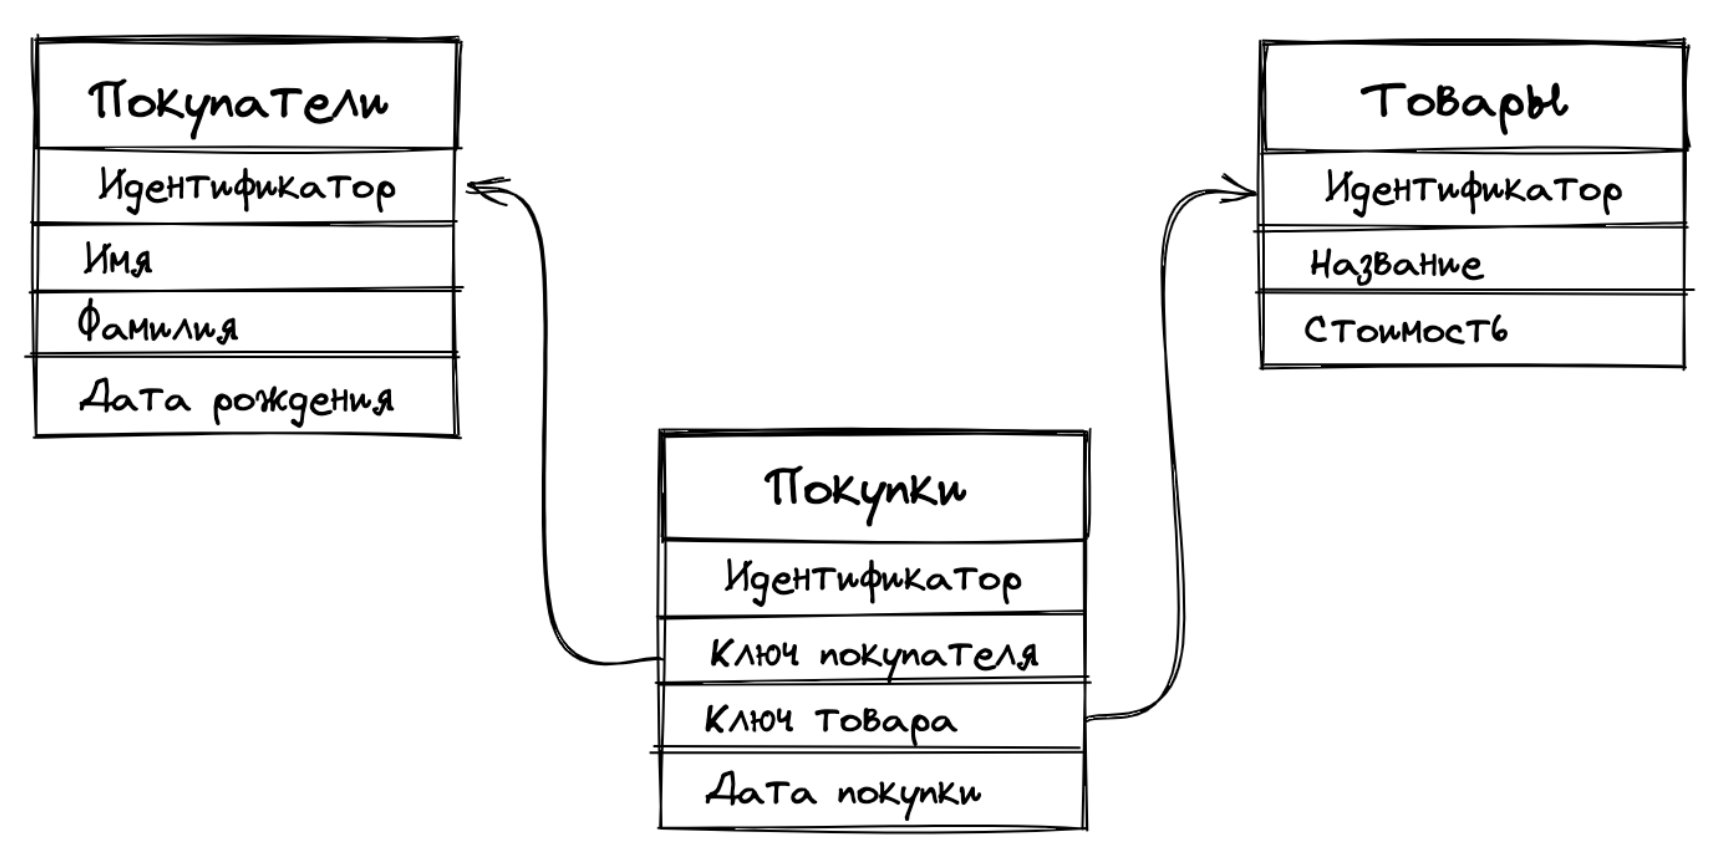 Покупатели
Идентификатор
Имя
Фамилия
Дата рождения
Товары
Идентификатор
Название
Стоимость
Покупки
Идентификатор
Ключ покупателя
Ключ товара
Дата покупки